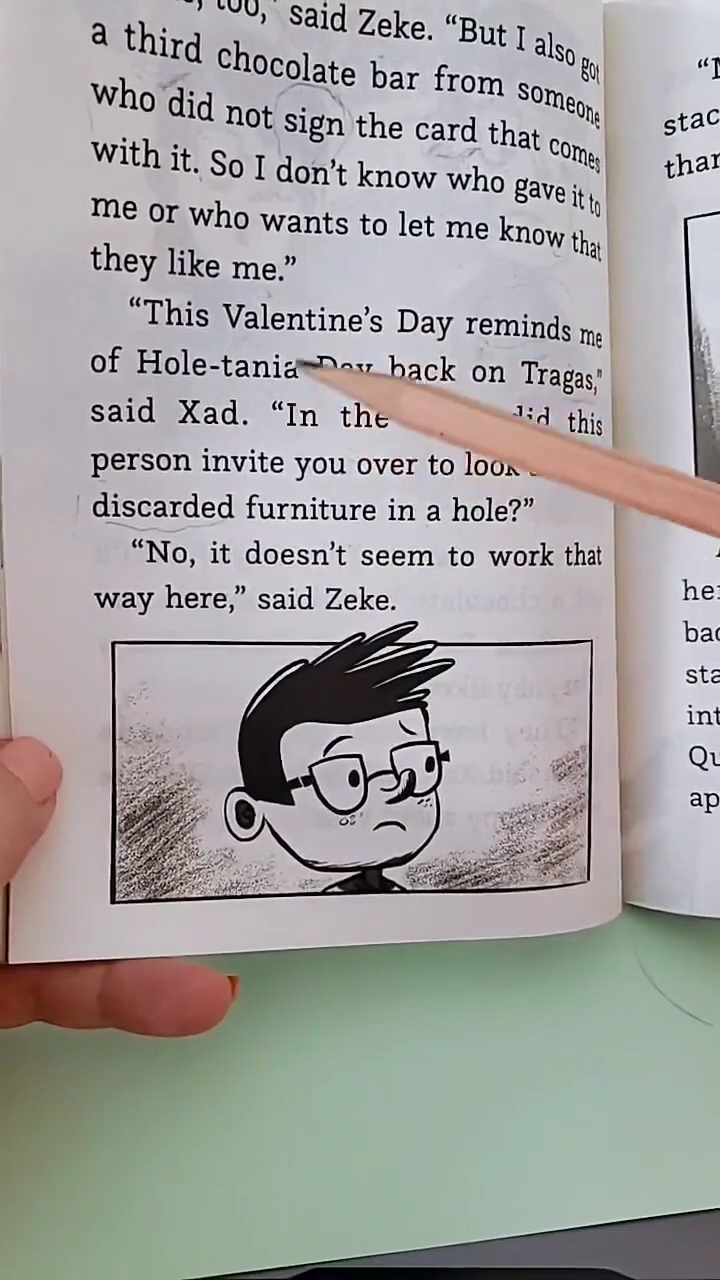 too," said Zeke. "But I also got
a third chocolate bar from someone
who did not sign the card that comes
with it. So I don't know who gave it to
me or who wants to let me know that
they like me."
"This Valentine's Day reminds me
of Hole-tania Day back on Tragas,"
said Xad. "In the did this
person invite you over to look
discarded furniture in a hole?"
"No, it doesn't seem to work that
way here," said Zeke.